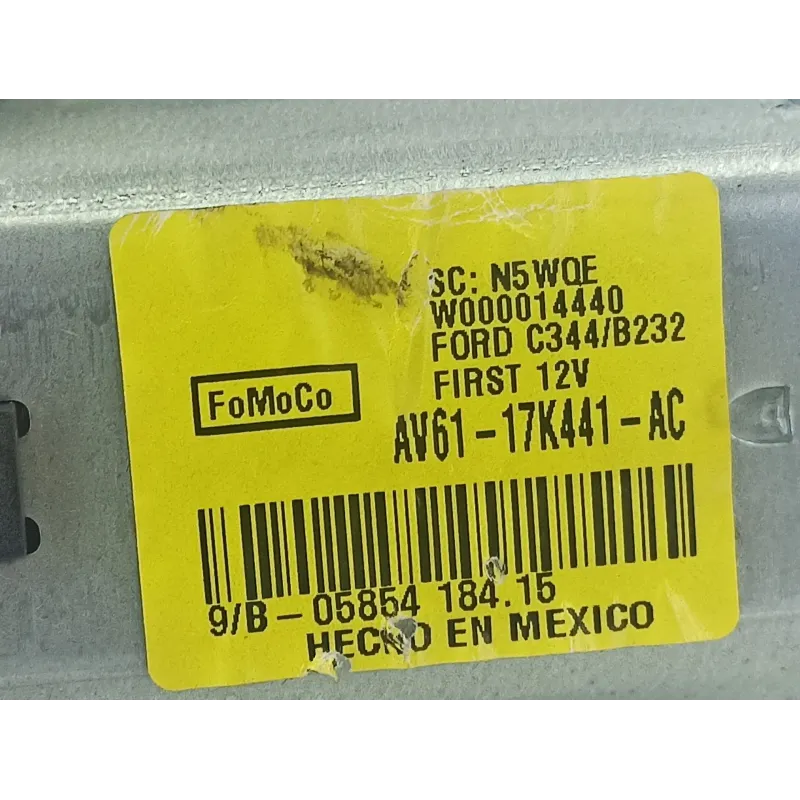 SC: N5WQE
W000014440
FORD C344/B232
FIRST 12V
FoMoCo
AV61-17K441-AC
9/B-05854 184.15
HECHO EN MEXICO